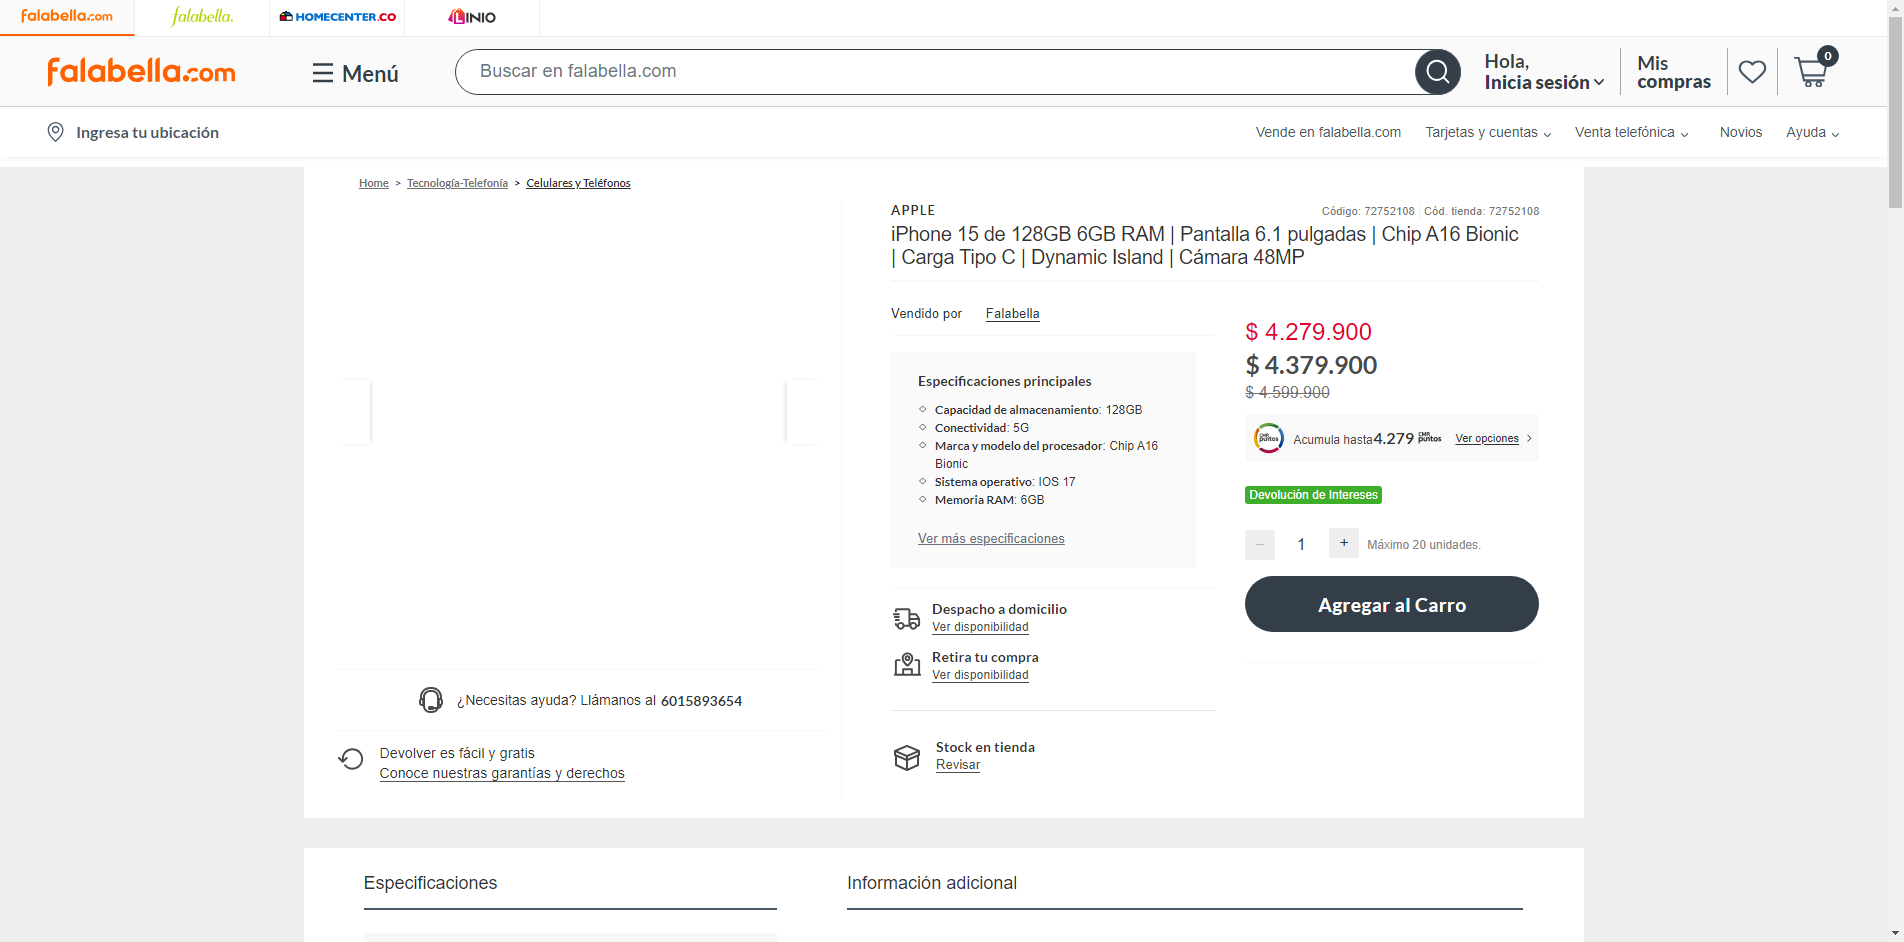 falabella.com
falabella.
HOMECENTER.CO
LINIO
falabella.com
Menú
Buscar en falabella.com
Hola,
Inicia sesión
Mis
compras
0
Ingresa tu ubicación
Vende en falabella.com
Tarjetas y cuentas
Venta telefónica
Novios
Ayuda
Home > Tecnología-Telefonía > Celulares y Teléfonos
APPLE
Código: 72752108
Cód. tienda: 72752108
iPhone 15 de 128GB 6GB RAM | Pantalla 6.1 pulgadas | Chip A16 Bionic
| Carga Tipo C | Dynamic Island | Cámara 48MP
Vendido por Falabella
Especificaciones principales
Capacidad de almacenamiento: 128GB
Conectividad: 5G
Marca y modelo del procesador: Chip A16
Bionic
Sistema operativo: IOS 17
Memoria RAM: 6GB
Ver más especificaciones
Despacho a domicilio
Ver disponibilidad
Retira tu compra
Ver disponibilidad
Stock en tienda
Revisar
$ 4.279.900
$ 4.379.900
$ 4.599.900
CMR puntos
Acumula hasta 4.279 CMR puntos
Ver opciones >
Devolución de Intereses
− 1 + Máximo 20 unidades.
Agregar al Carro
¿Necesitas ayuda? Llámanos al 6015893654
Devolver es fácil y gratis
Conoce nuestras garantías y derechos
Especificaciones
Información adicional